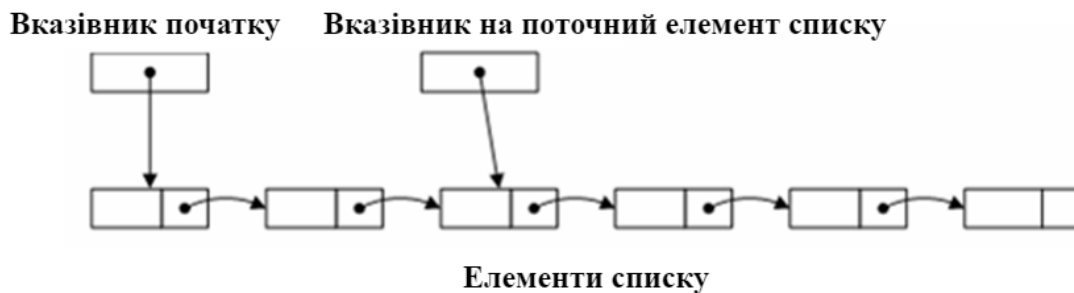 Вказівник початку
Вказівник на поточний елемент списку
Елементи списку